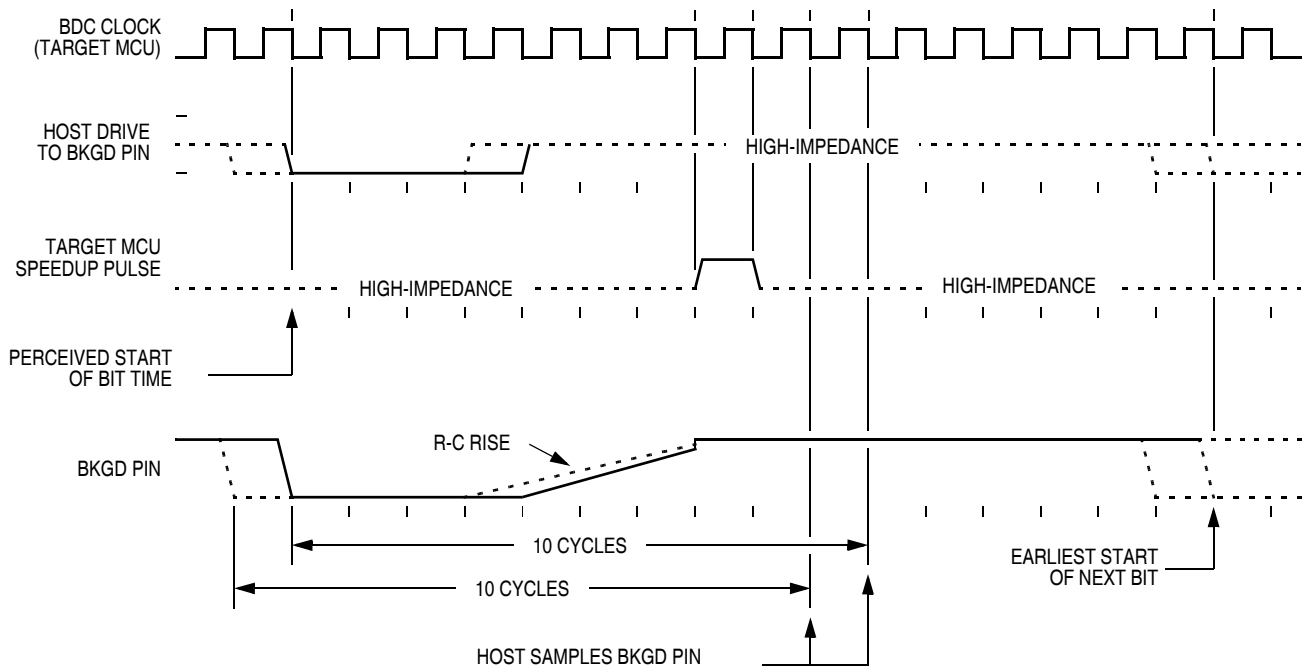 BDC CLOCK
(TARGET MCU)
HOST DRIVE
TO BKGD PIN
HIGH-IMPEDANCE
TARGET MCU
SPEEDUP PULSE
HIGH-IMPEDANCE
HIGH-IMPEDANCE
PERCEIVED START
OF BIT TIME
R-C RISE
BKGD PIN
10 CYCLES
EARLIEST START
OF NEXT BIT
10 CYCLES
HOST SAMPLES BKGD PIN